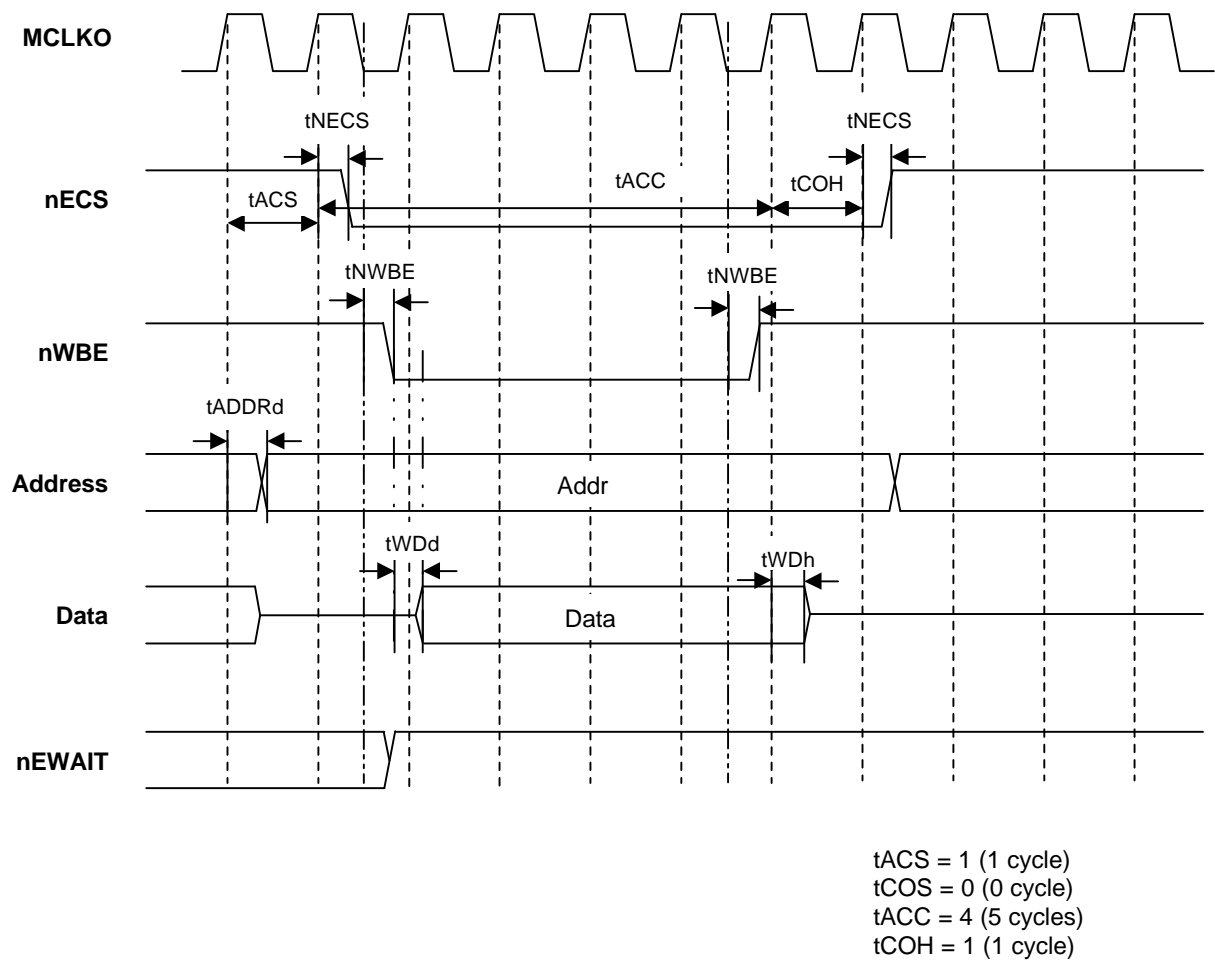 MCLKO
tNECS
tNECS
nECS
tACS
tACC
tCOH
tNWBE
tNWBE
nWBE
tADDRd
Address
Addr
tWDd
tWDh
Data
Data
nEWAIT
tACS = 1 (1 cycle)
tCOS = 0 (0 cycle)
tACC = 4 (5 cycles)
tCOH = 1 (1 cycle)